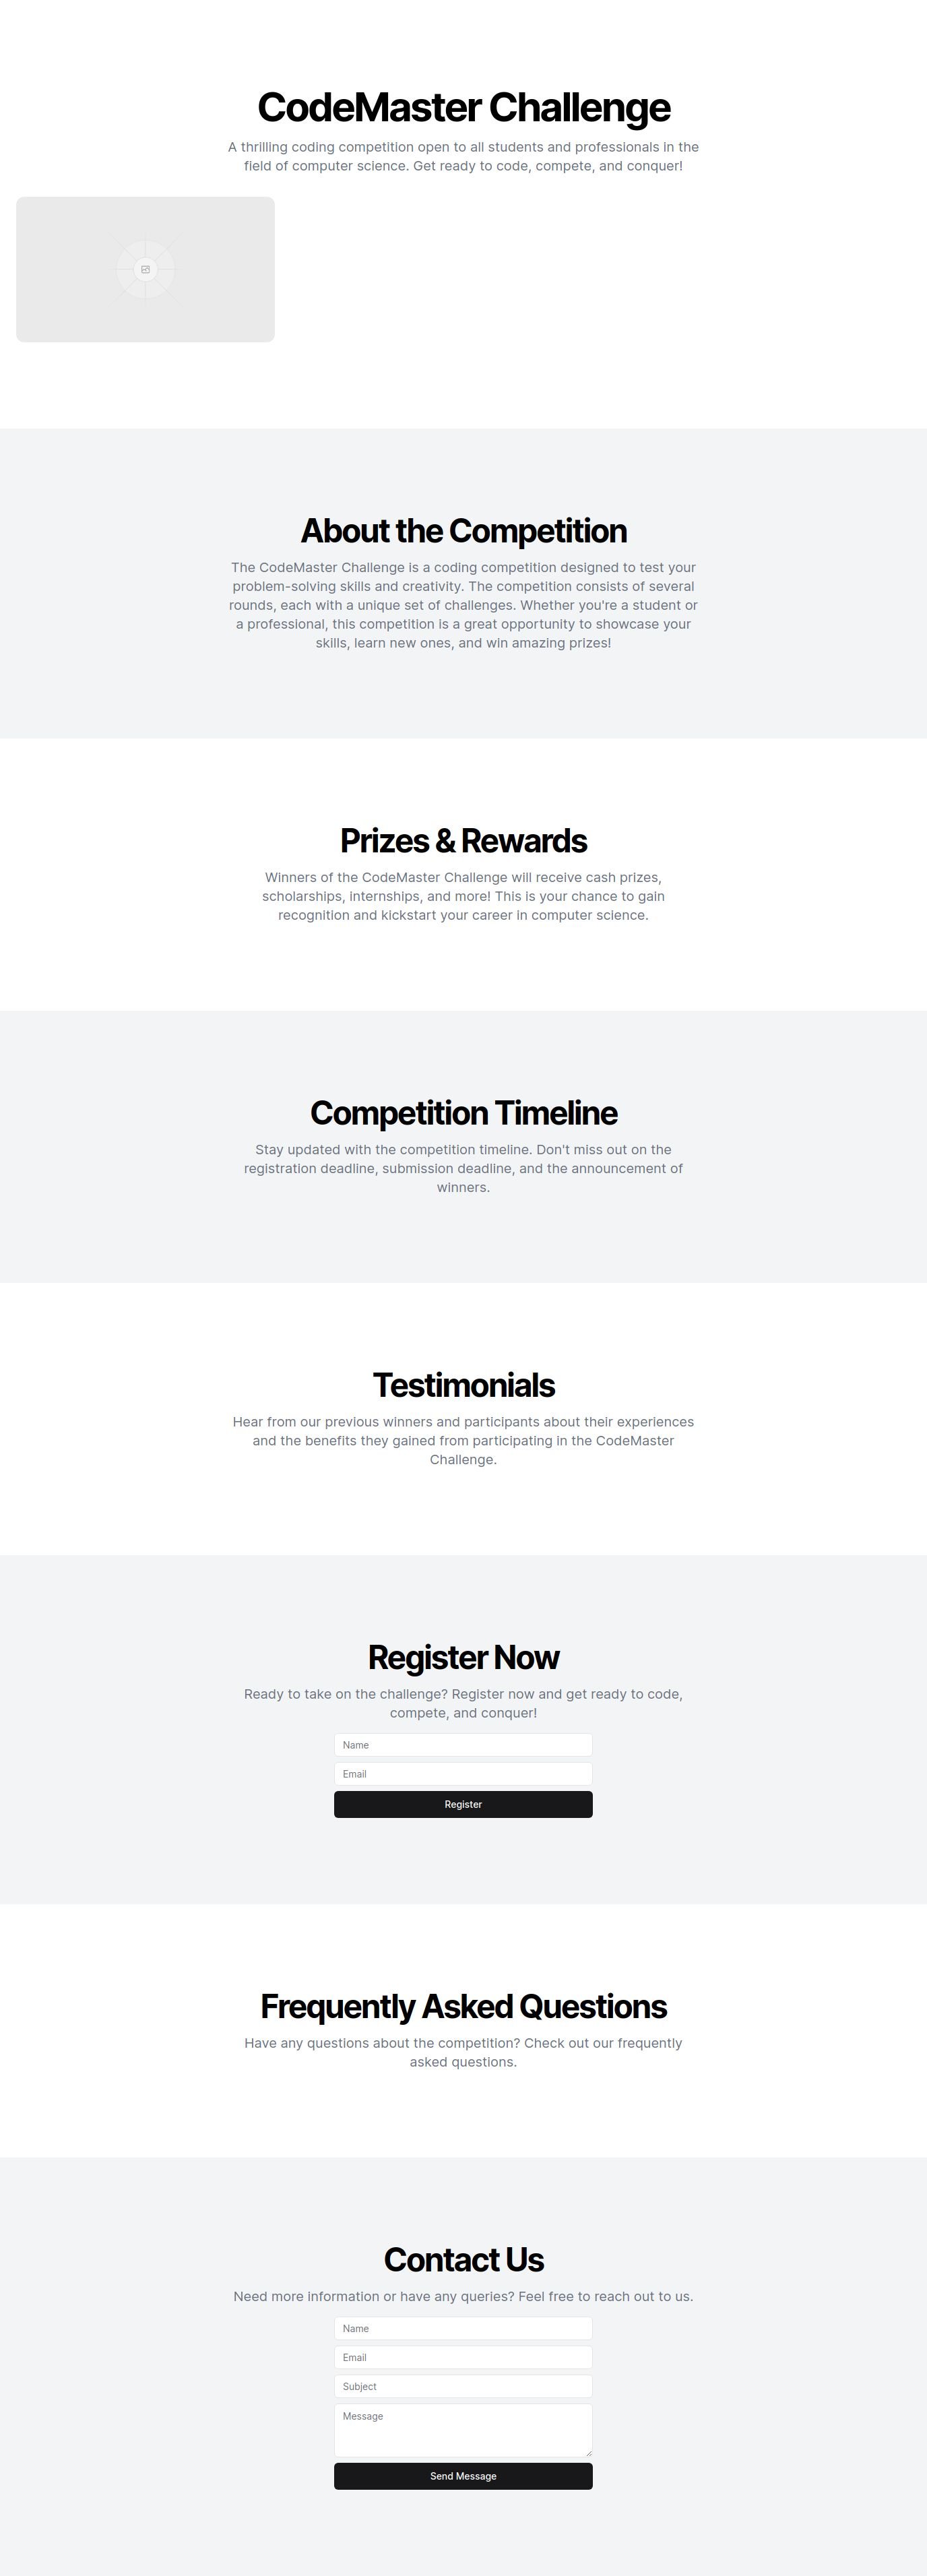 CodeMaster Challenge
A thrilling coding competition open to all students and professionals in the
field of computer science. Get ready to code, compete, and conquer!
About the Competition
The CodeMaster Challenge is a coding competition designed to test your
problem-solving skills and creativity. The competition consists of several
rounds, each with a unique set of challenges. Whether you're a student or
a professional, this competition is a great opportunity to showcase your
skills, learn new ones, and win amazing prizes!
Prizes & Rewards
Winners of the CodeMaster Challenge will receive cash prizes,
scholarships, internships, and more! This is your chance to gain
recognition and kickstart your career in computer science.
Competition Timeline
Stay updated with the competition timeline. Don't miss out on the
registration deadline, submission deadline, and the announcement of
winners.
Testimonials
Hear from our previous winners and participants about their experiences
and the benefits they gained from participating in the CodeMaster
Challenge.
Register Now
Ready to take on the challenge? Register now and get ready to code,
compete, and conquer!
Name
Email
Register
Frequently Asked Questions
Have any questions about the competition? Check out our frequently
asked questions.
Contact Us
Need more information or have any queries? Feel free to reach out to us.
Name
Email
Subject
Message
Send Message